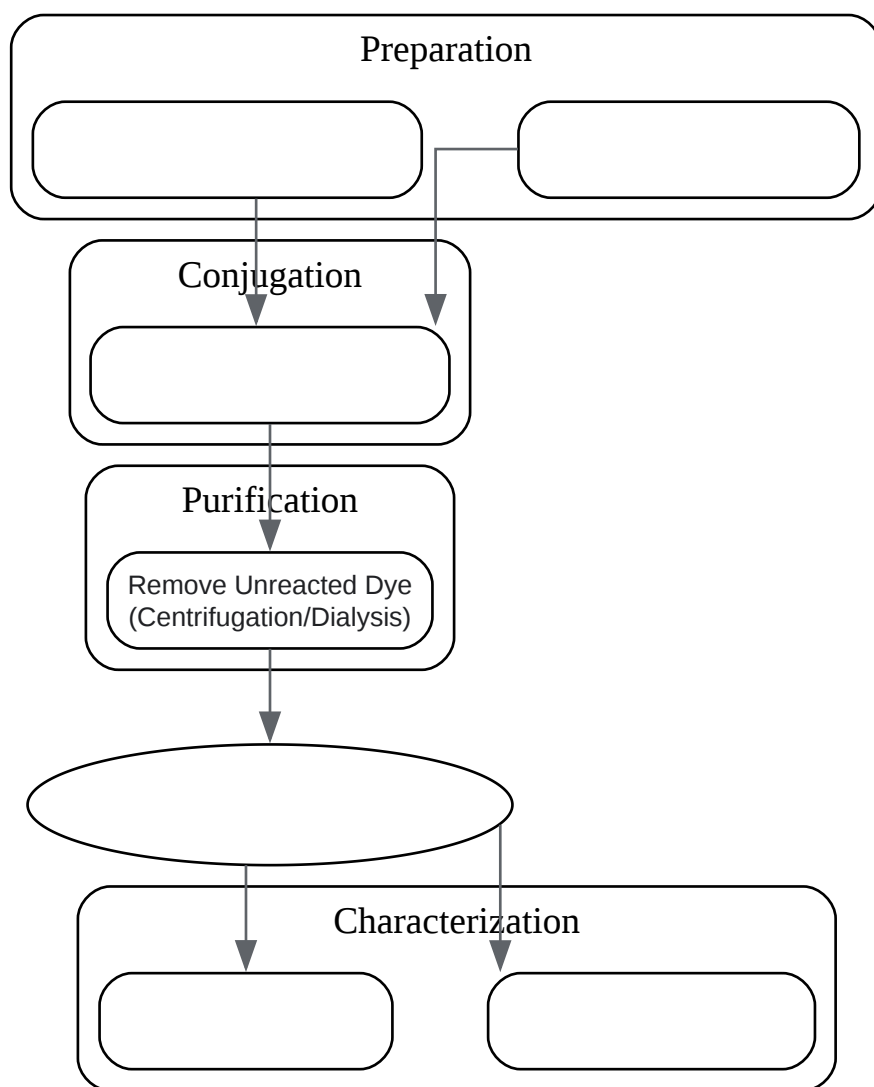 Preparation
Conjugation
Purification
Remove Unreacted Dye
(Centrifugation/Dialysis)
Characterization